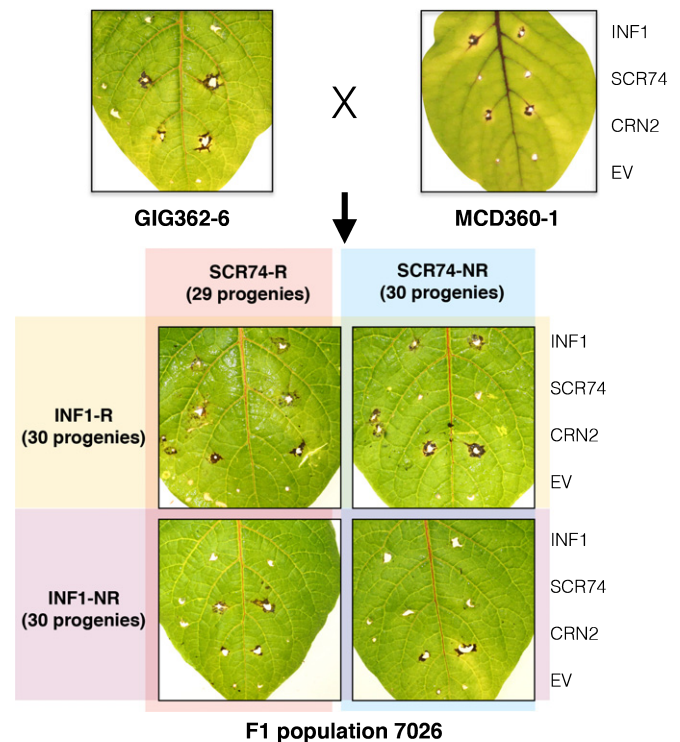 INF1
SCR74
CRN2
EV
X
GIG362-6
MCD360-1
SCR74-R
(29 progenies)
SCR74-NR
(30 progenies)
INF1-R
(30 progenies)
INF1
SCR74
CRN2
EV
INF1-NR
(30 progenies)
INF1
SCR74
CRN2
EV
F1 population 7026